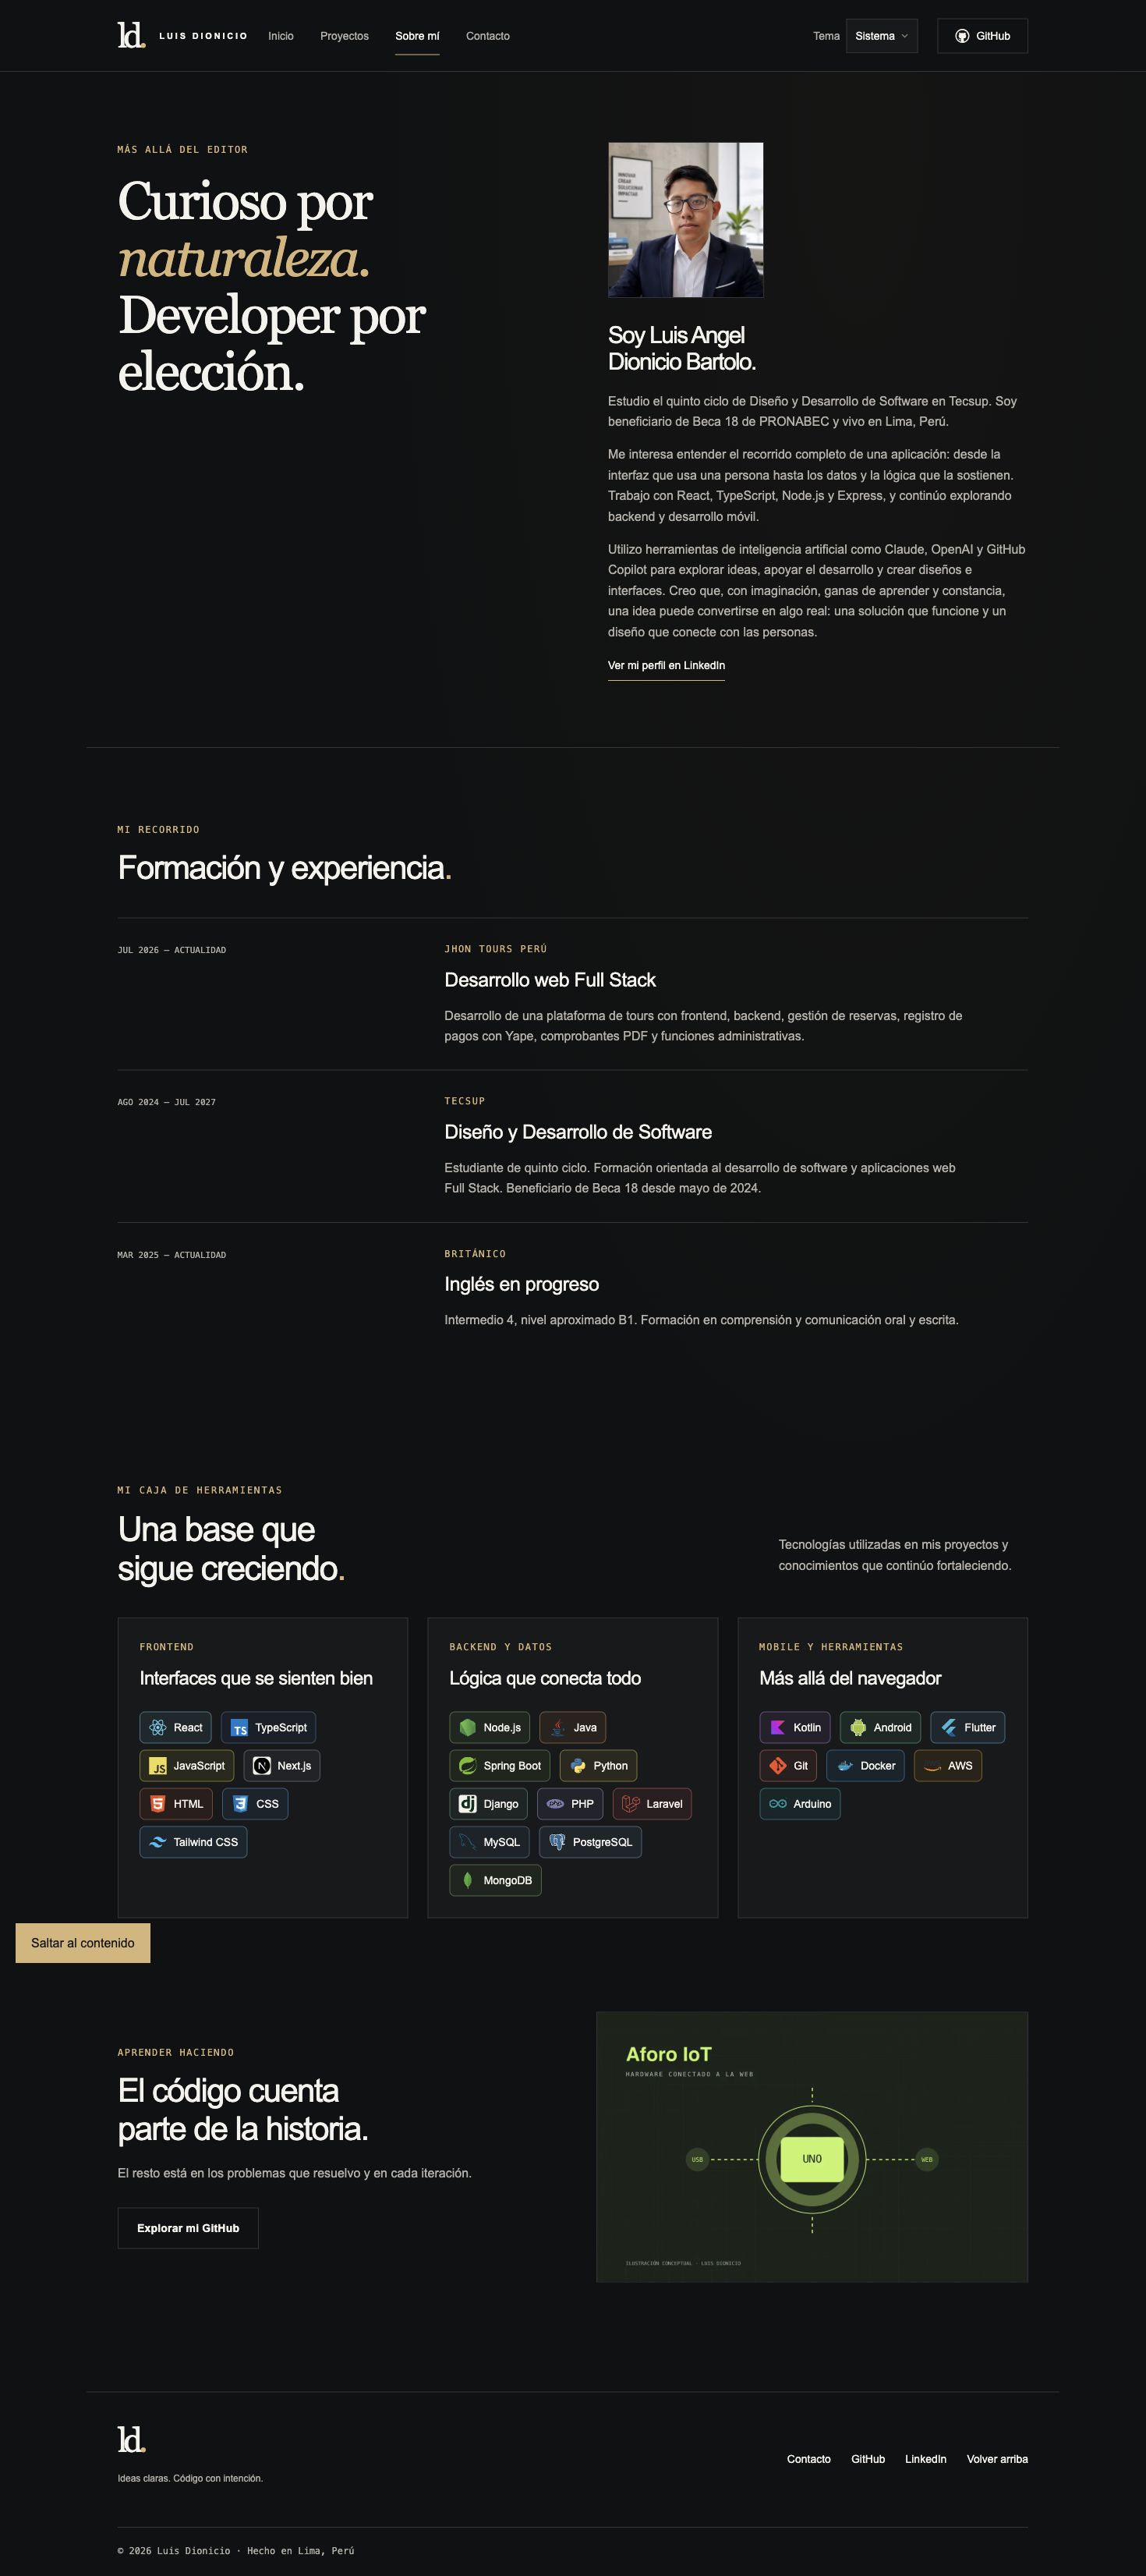 ld.
LUIS DIONICIO
Inicio
Proyectos
Sobre mí
Contacto
Tema
Sistema
GitHub
MÁS ALLÁ DEL EDITOR
Curioso por
naturaleza.
Developer por
elección.
INNOVAR
CREAR
SOLUCIONAR
IMPACTAR
Soy Luis Angel
Dionicio Bartolo.
Estudio el quinto ciclo de Diseño y Desarrollo de Software en Tecsup. Soy
beneficiario de Beca 18 de PRONABEC y vivo en Lima, Perú.
Me interesa entender el recorrido completo de una aplicación: desde la
interfaz que usa una persona hasta los datos y la lógica que la sostienen.
Trabajo con React, TypeScript, Node.js y Express, y continúo explorando
backend y desarrollo móvil.
Utilizo herramientas de inteligencia artificial como Claude, OpenAI y GitHub
Copilot para explorar ideas, apoyar el desarrollo y crear diseños e
interfaces. Creo que, con imaginación, ganas de aprender y constancia,
una idea puede convertirse en algo real: una solución que funcione y un
diseño que conecte con las personas.
Ver mi perfil en LinkedIn
MI RECORRIDO
Formación y experiencia.
JUL 2026 — ACTUALIDAD
JHON TOURS PERÚ
Desarrollo web Full Stack
Desarrollo de una plataforma de tours con frontend, backend, gestión de reservas, registro de
pagos con Yape, comprobantes PDF y funciones administrativas.
AGO 2024 — JUL 2027
TECSUP
Diseño y Desarrollo de Software
Estudiante de quinto ciclo. Formación orientada al desarrollo de software y aplicaciones web
Full Stack. Beneficiario de Beca 18 desde mayo de 2024.
MAR 2025 — ACTUALIDAD
BRITÁNICO
Inglés en progreso
Intermedio 4, nivel aproximado B1. Formación en comprensión y comunicación oral y escrita.
MI CAJA DE HERRAMIENTAS
Una base que
sigue creciendo.
Tecnologías utilizadas en mis proyectos y
conocimientos que continúo fortaleciendo.
FRONTEND
Interfaces que se sienten bien
React
TS TypeScript
JS JavaScript
N Next.js
HTML
CSS
Tailwind CSS
BACKEND Y DATOS
Lógica que conecta todo
Node.js
Java
Spring Boot
Python
dj Django
php PHP
Laravel
MySQL
PostgreSQL
MongoDB
MOBILE Y HERRAMIENTAS
Más allá del navegador
Kotlin
Android
Flutter
Git
Docker
AWS
Arduino
Saltar al contenido
APRENDER HACIENDO
El código cuenta
parte de la historia.
El resto está en los problemas que resuelvo y en cada iteración.
Explorar mi GitHub
Aforo IoT
HARDWARE CONECTADO A LA WEB
USB
UNO
WEB
ILUSTRACIÓN CONCEPTUAL · LUIS DIONICIO
ld.
Ideas claras. Código con intención.
Contacto
GitHub
LinkedIn
Volver arriba
© 2026 Luis Dionicio · Hecho en Lima, Perú